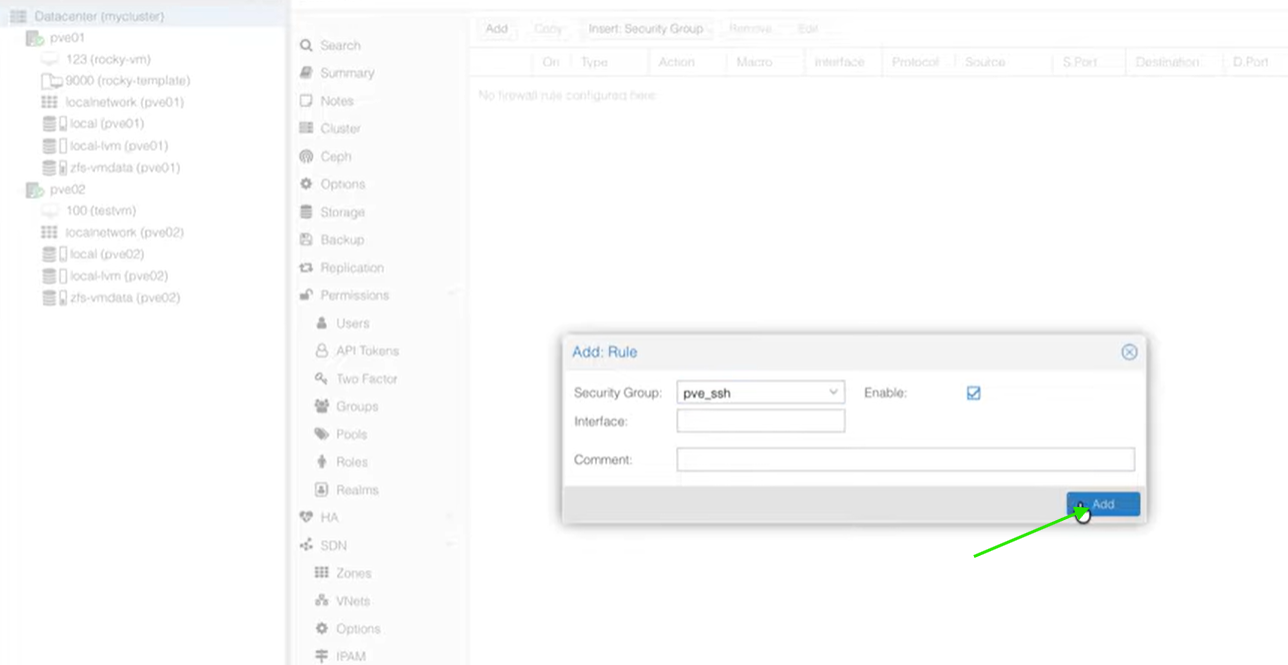 Datacenter (mycluster)
pve01
123 (rocky-vm)
9000 (rocky-template)
localnetwork (pve01)
local (pve01)
local-lvm (pve01)
zfs-vmdata (pve01)
pve02
100 (testvm)
localnetwork (pve02)
local (pve02)
local-lvm (pve02)
zfs-vmdata (pve02)
Search
Summary
Notes
Cluster
Ceph
Options
Storage
Backup
Replication
Permissions
Users
API Tokens
Two Factor
Groups
Pools
Roles
Realms
HA
SDN
Zones
VNets
Options
IPAM
Add Copy Insert: Security Group Remove Edit
On Type Action Macro Interface Protocol Source S.Port Destination D.Port
No firewall rule configured here.
Add: Rule
Security Group: pve_ssh Enable:
Interface:
Comment:
Add